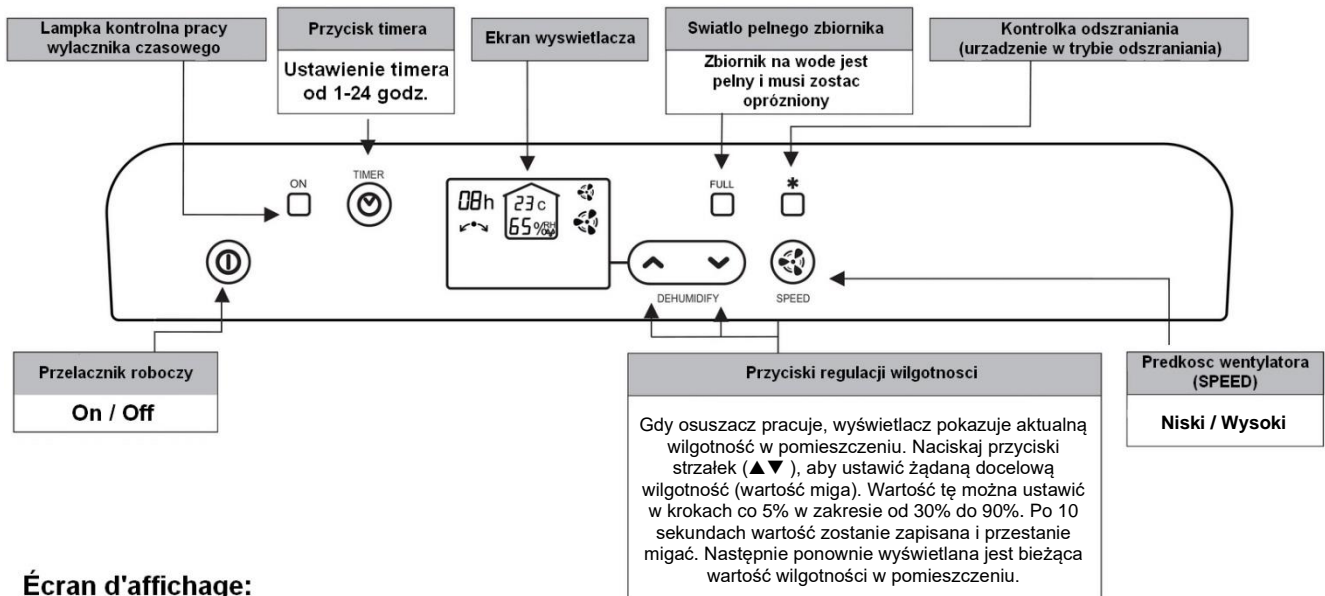 Lampka kontrolna pracy
wylacznika czasowego
Przycisk timera
Ustawienie timera
od 1-24 godz.
Ekran wyswietlacza
Swiatlo pelnego zbiornika
Zbiornik na wode jest
pelny i musi zostac
oprózniony
Kontrolka odszraniania
(urzadzenie w trybie odszraniania)
ON
TIMER
FULL
*
08h
23 c
65%RH
DEHUMIDIFY
SPEED
Przelacznik roboczy
On / Off
Przyciski regulacji wilgotnosci
Gdy osuszacz pracuje, wyświetlacz pokazuje aktualną
wilgotność w pomieszczeniu. Naciskaj przyciski
strzałek (▲▼ ), aby ustawić żądaną docelową
wilgotność (wartość miga). Wartość tę można ustawić
w krokach co 5% w zakresie od 30% do 90%. Po 10
sekundach wartość zostanie zapisana i przestanie
migać. Następnie ponownie wyświetlana jest bieżąca
wartość wilgotności w pomieszczeniu.
Predkosc wentylatora
(SPEED)
Niski / Wysoki
Écran d'affichage: